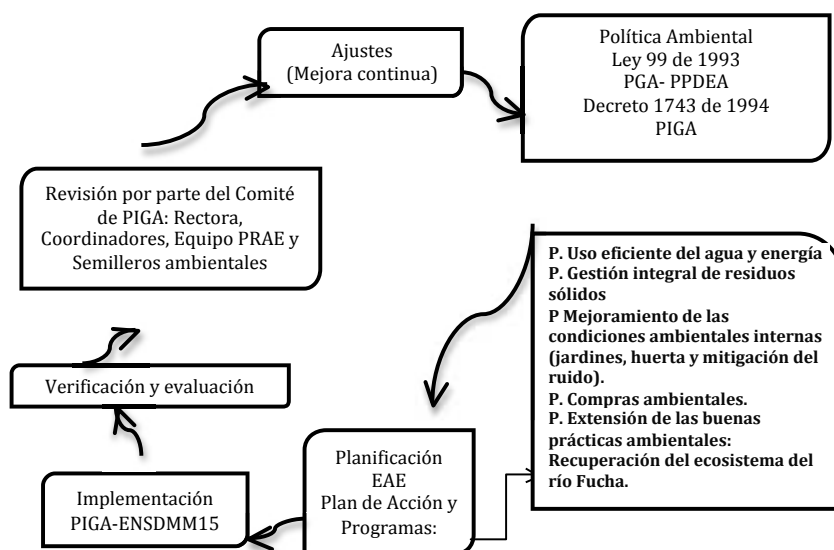 Ajustes
(Mejora continua)
Política Ambiental
Ley 99 de 1993
PGA- PPDEA
Decreto 1743 de 1994
PIGA
Revisión por parte del Comité
de PIGA: Rectora,
Coordinadores, Equipo PRAE y
Semilleros ambientales
P. Uso eficiente del agua y energía
P. Gestión integral de residuos
sólidos
P Mejoramiento de las
condiciones ambientales internas
(jardines, huerta y mitigación del
ruido).
P. Compras ambientales.
P. Extensión de las buenas
prácticas ambientales:
Recuperación del ecosistema del
río Fucha.
Verificación y evaluación
Planificación
EAE
Plan de Acción y
Programas:
Implementación
PIGA-ENSDMM15